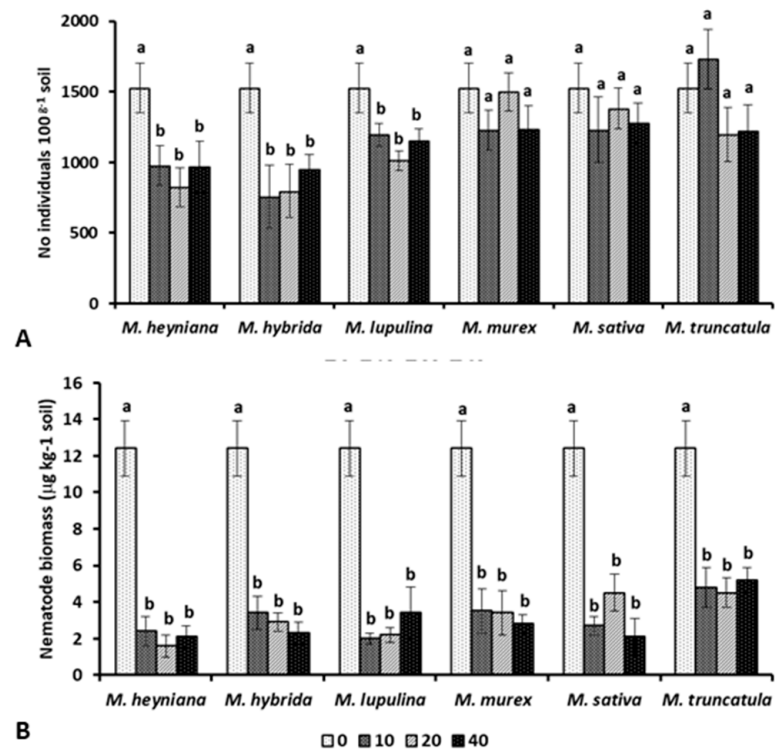 2000
1500
1000
500
0
No individuals 100 g-1 soil
a b b b a b b b a b b b a a a a a a a a a a a a
M. heyniana M. hybrida M. lupulina M. murex M. sativa M. truncatula
A
16
14
12
10
8
6
4
2
0
Nematode biomass (µg kg-1 soil)
a b b b a b b b a b b b a b b b a b b b a b b b
M. heyniana M. hybrida M. lupulina M. murex M. sativa M. truncatula
B
0 10 20 40